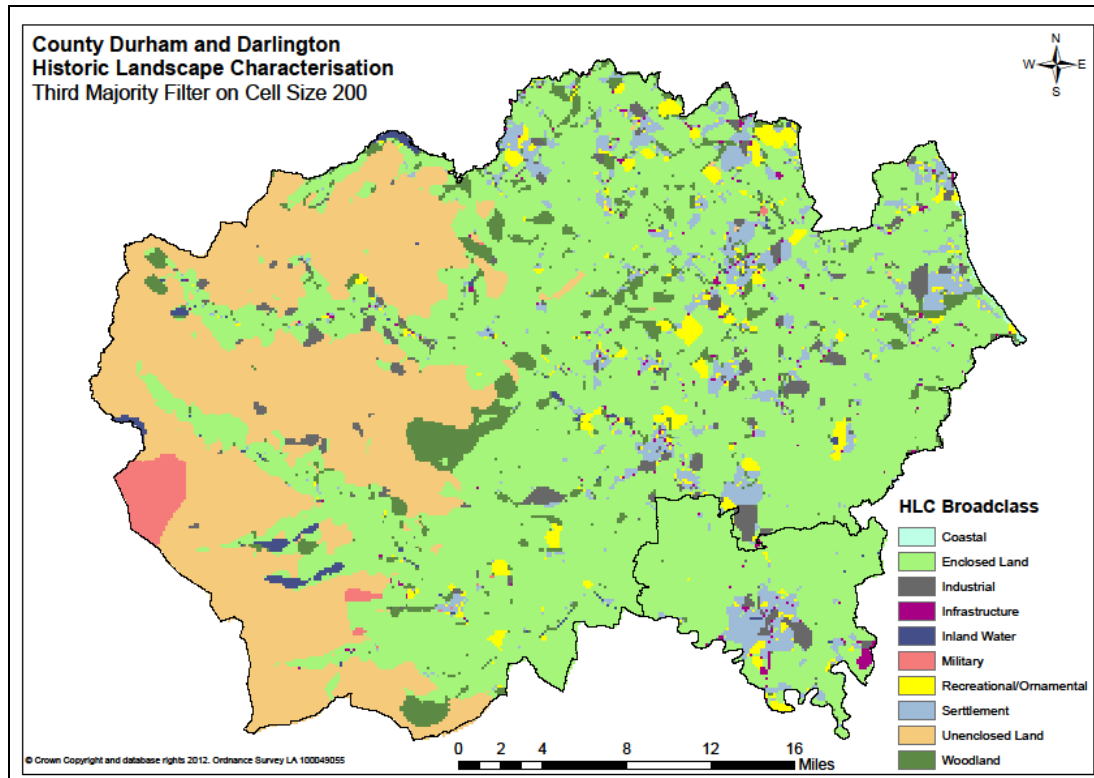 County Durham and Darlington
Historic Landscape Characterisation
Third Majority Filter on Cell Size 200
N
W E
S
HLC Broadclass
Coastal
Enclosed Land
Industrial
Infrastructure
Inland Water
Military
Recreational/Ornamental
Serttlement
Unenclosed Land
Woodland
0 2 4 8 12 16
Miles
© Crown Copyright and database rights 2012. Ordnance Survey LA 100049055